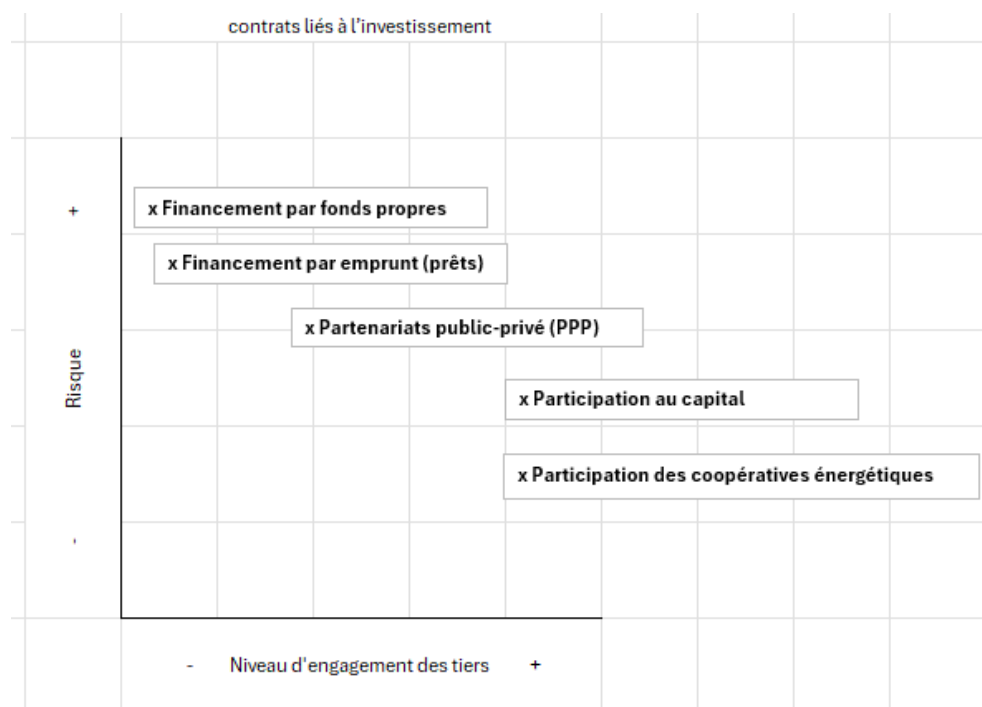 contrats liés à l’investissement
+
x Financement par fonds propres
x Financement par emprunt (prêts)
x Partenariats public-privé (PPP)
Risque
x Participation au capital
x Participation des coopératives énergétiques
-
- Niveau d'engagement des tiers +